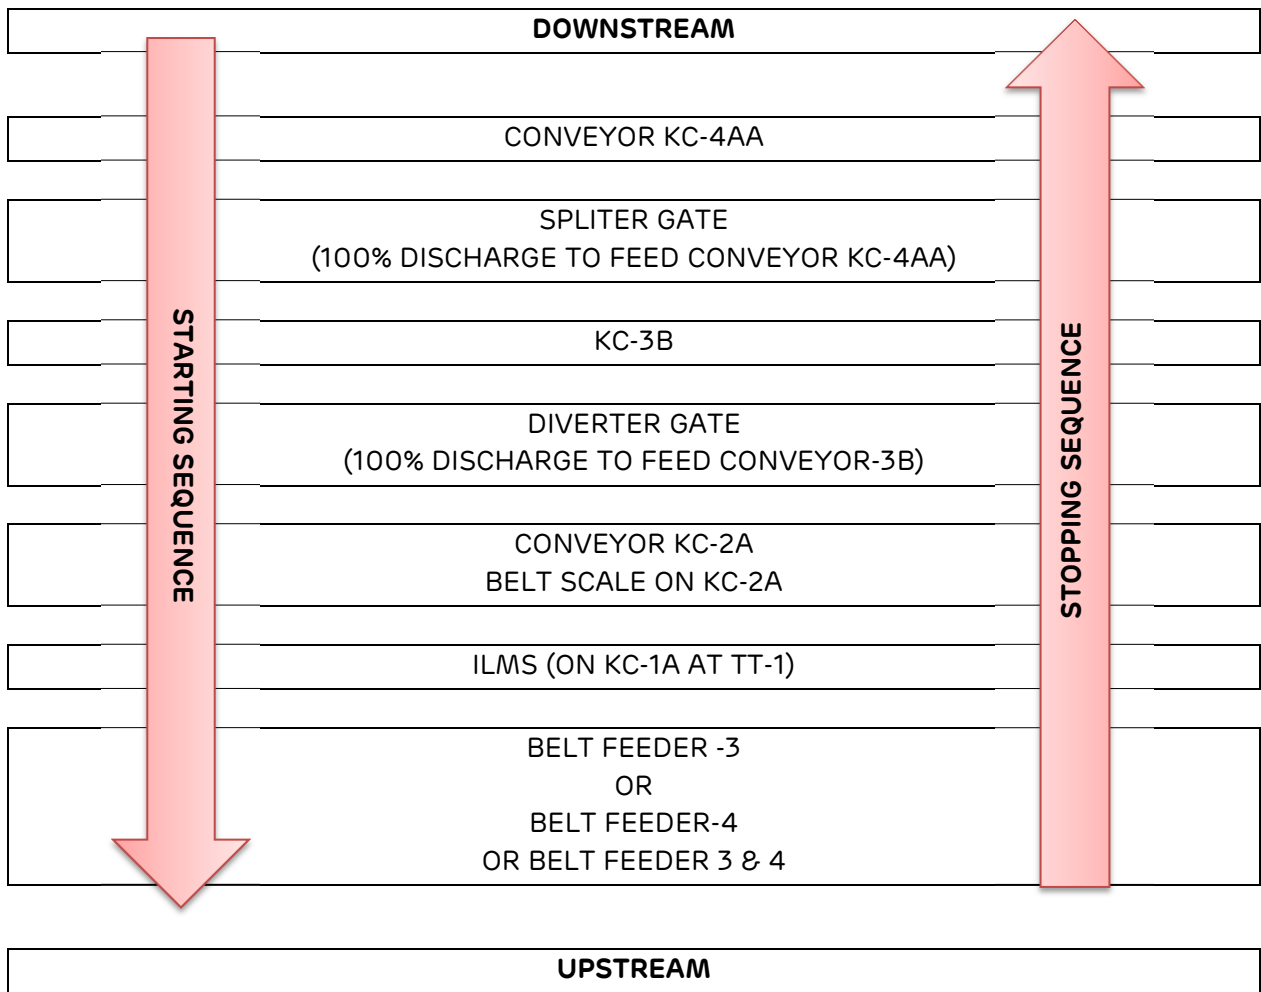 DOWNSTREAM
CONVEYOR KC-4AA
SPLITER GATE
(100% DISCHARGE TO FEED CONVEYOR KC-4AA)
KC-3B
DIVERTER GATE
(100% DISCHARGE TO FEED CONVEYOR-3B)
CONVEYOR KC-2A
BELT SCALE ON KC-2A
ILMS (ON KC-1A AT TT-1)
BELT FEEDER -3
OR
BELT FEEDER-4
OR BELT FEEDER 3 & 4
UPSTREAM
STARTING SEQUENCE
STOPPING SEQUENCE